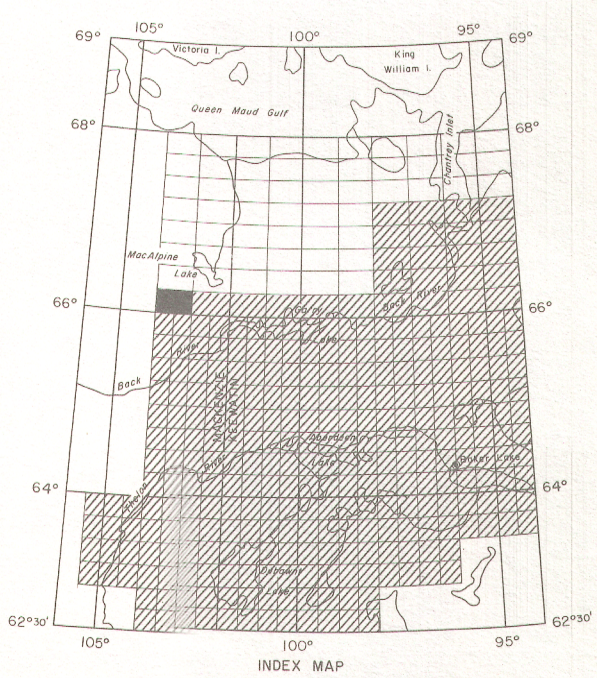 105°
100°
95°
69°
69°
Victoria I.
King
William I.
Queen Maud Gulf
68°
68°
Chantrey Inlet
MacAlpine
Lake
66°
66°
Garry
Lake
Back River
River
Back
MACKENZIE
KEEWATIN
Aberdeen
Lake
Baker Lake
River
Thelon
64°
64°
Dubawnt
Lake
62°30'
62°30'
105°
100°
95°
INDEX MAP